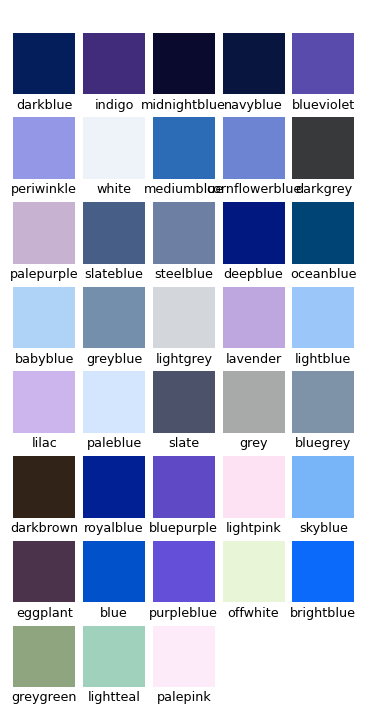 darkblue indigo midnightblue navyblue blueviolet
periwinkle white mediumblue cornflowerblue darkgrey
palepurple slateblue steelblue deepblue oceanblue
babyblue greyblue lightgrey lavender lightblue
lilac paleblue slate grey bluegrey
darkbrown royalblue bluepurple lightpink skyblue
eggplant blue purpleblue offwhite brightblue
greygreen lightteal palepink